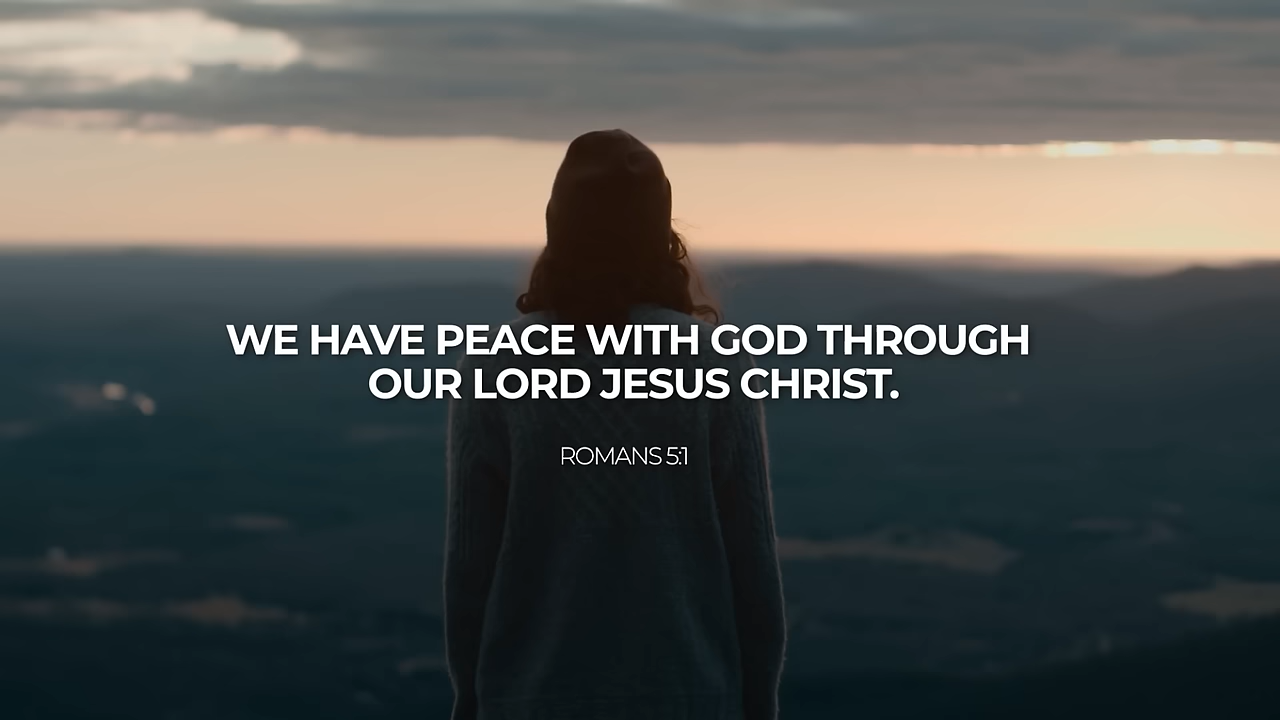 WE HAVE PEACE WITH GOD THROUGH
OUR LORD JESUS CHRIST.
ROMANS 5:1